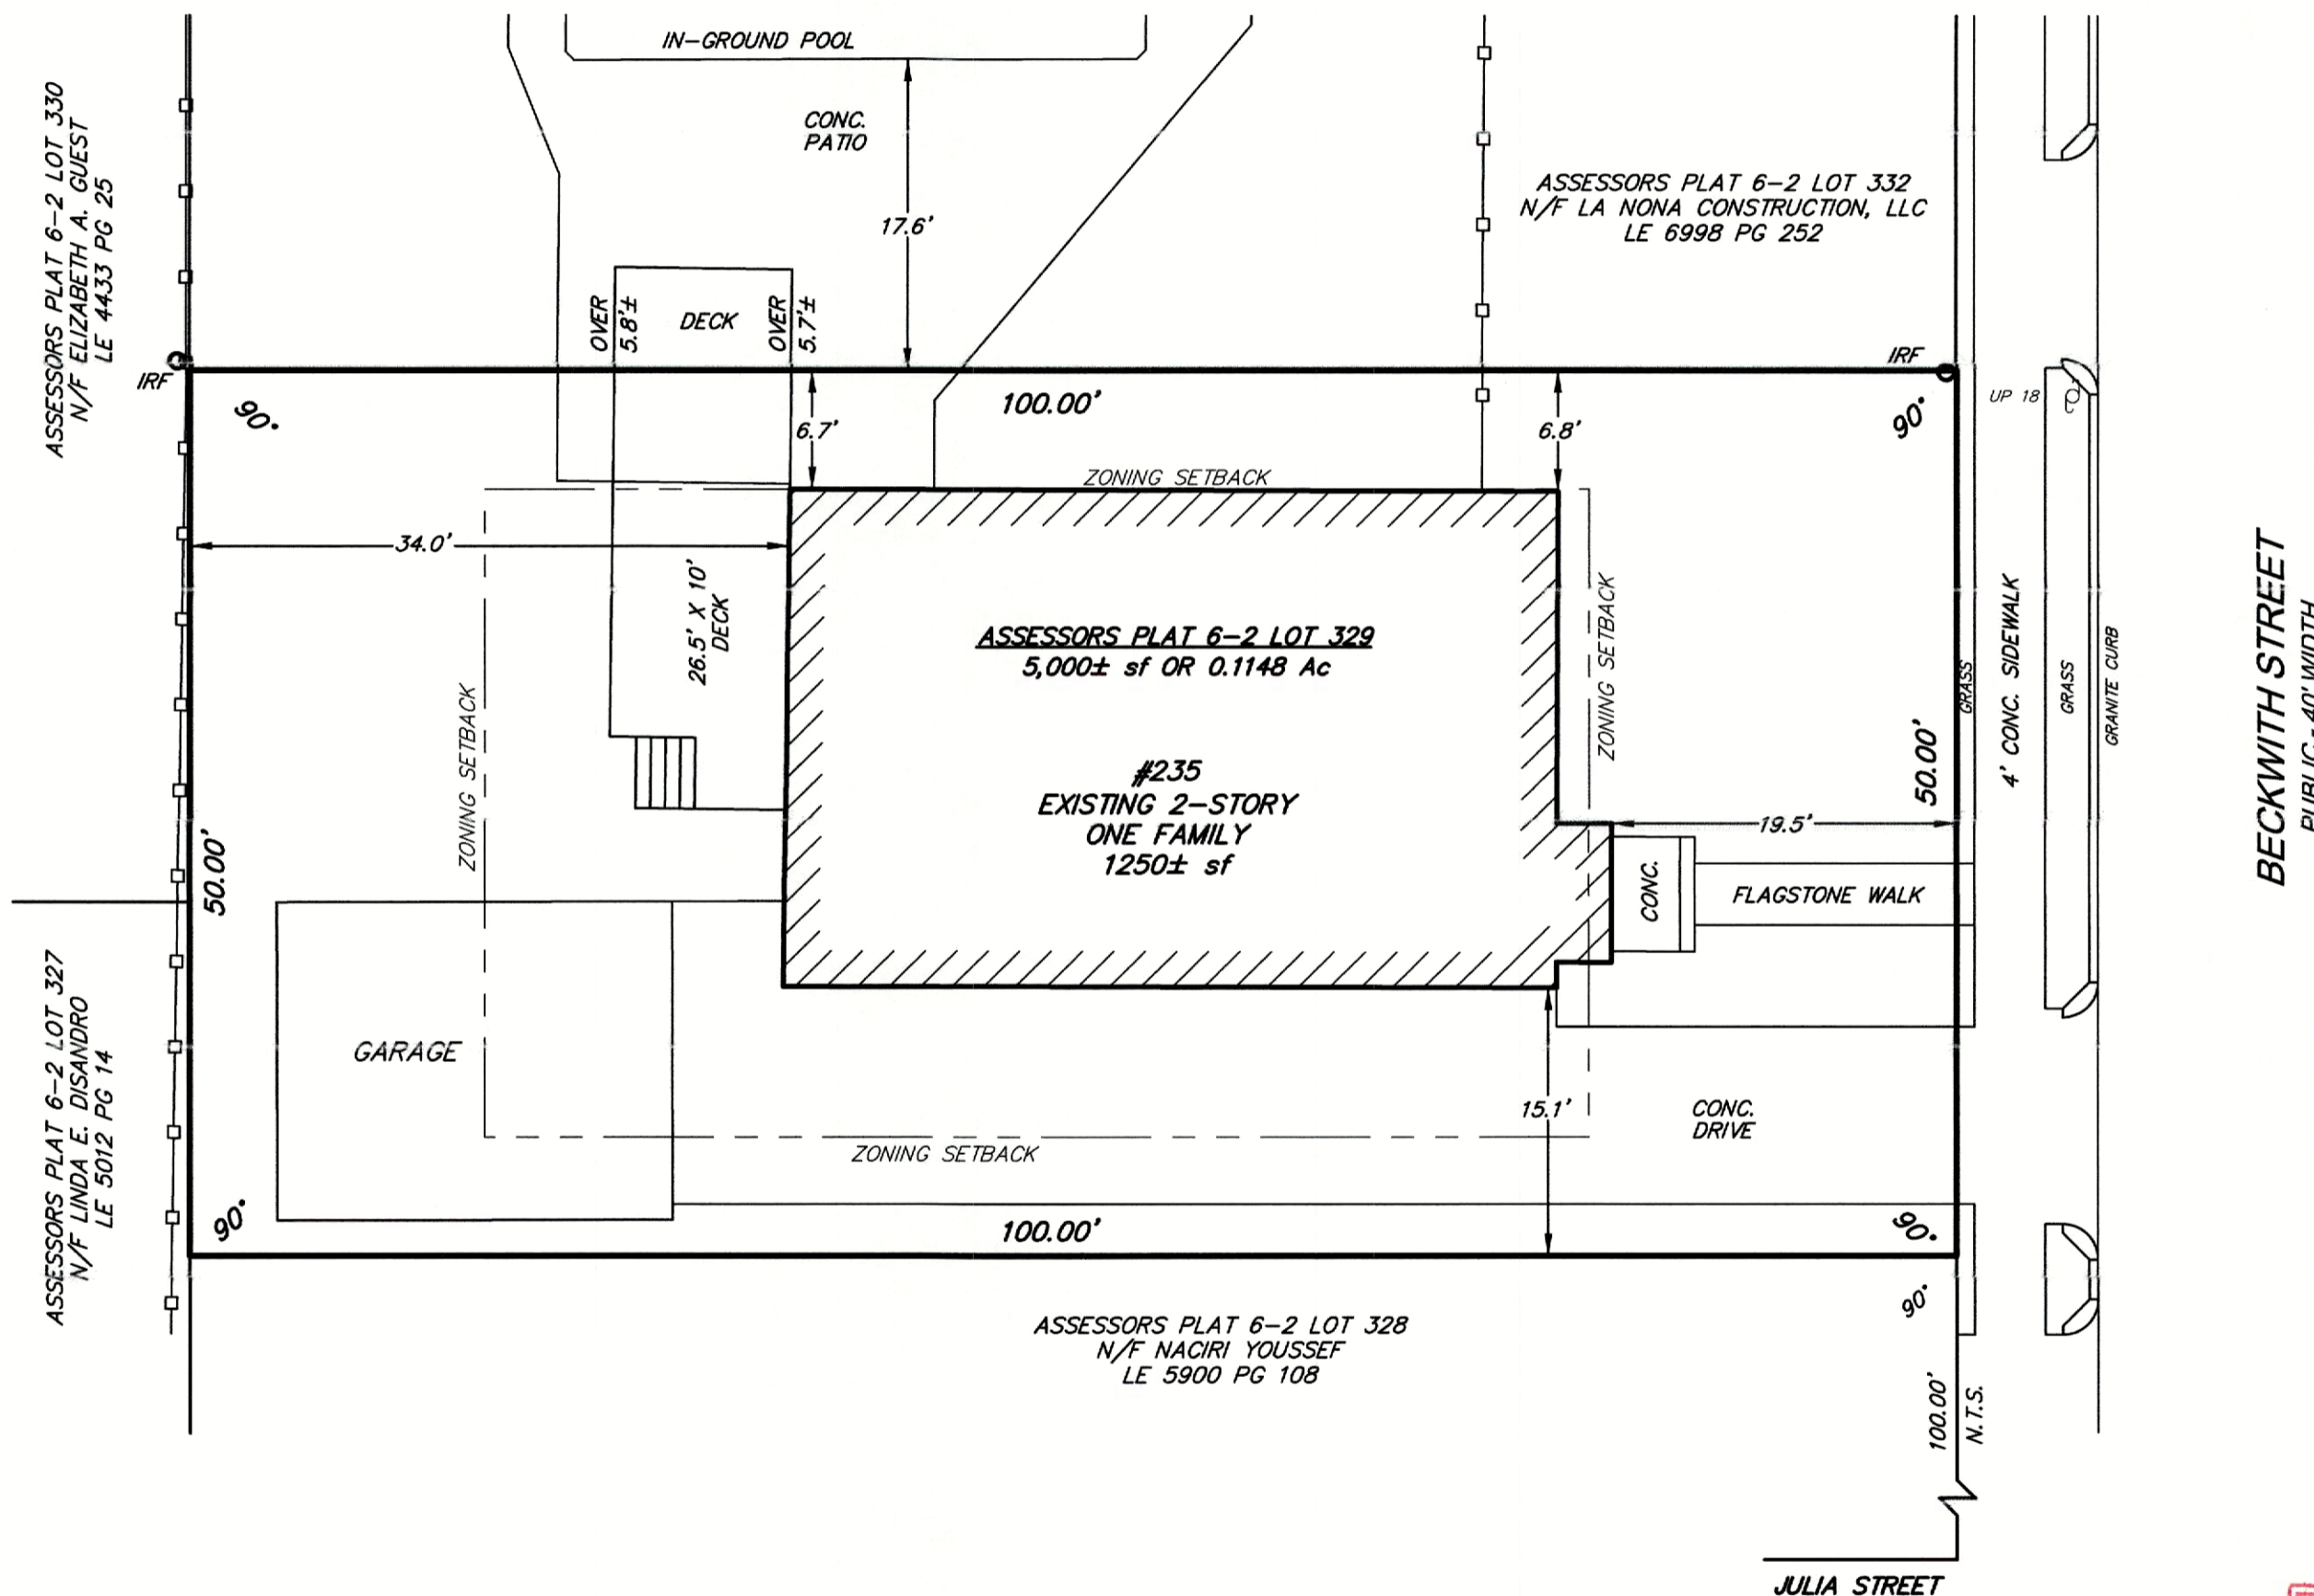 IN-GROUND POOL
CONC.
PATIO
17.6'
ASSESSORS PLAT 6-2 LOT 330
N/F ELIZABETH A. GUEST
LE 4433 PG 25
ASSESSORS PLAT 6-2 LOT 332
N/F LA NONA CONSTRUCTION, LLC
LE 6998 PG 252
OVER
5.8'±
DECK
OVER
5.7'±
IRF
IRF
90°
100.00'
90°
UP 18
6.7'
6.8'
ZONING SETBACK
34.0'
26.5' X 10'
DECK
ZONING SETBACK
ZONING SETBACK
ASSESSORS PLAT 6-2 LOT 329
5,000± sf OR 0.1148 Ac
#235
EXISTING 2-STORY
ONE FAMILY
1250± sf
50.00'
50.00'
GRASS
4' CONC. SIDEWALK
GRASS
GRANITE CURB
BECKWITH STREET
PUBLIC - 40' WIDTH
19.5'
CONC.
FLAGSTONE WALK
ASSESSORS PLAT 6-2 LOT 327
N/F LINDA E. DISANDRO
LE 5012 PG 14
GARAGE
15.1'
CONC.
DRIVE
ZONING SETBACK
90°
100.00'
90°
90°
ASSESSORS PLAT 6-2 LOT 328
N/F NACIRI YOUSSEF
LE 5900 PG 108
100.00'
N.T.S.
JULIA STREET